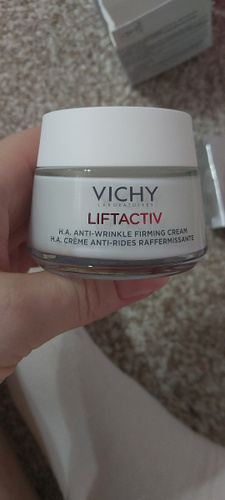 VICHY
LABORATOIRES
LIFTACTIV
H.A. ANTI-WRINKLE FIRMING CREAM
H.A. CRÈME ANTI-RIDES RAFFERMISSANTE